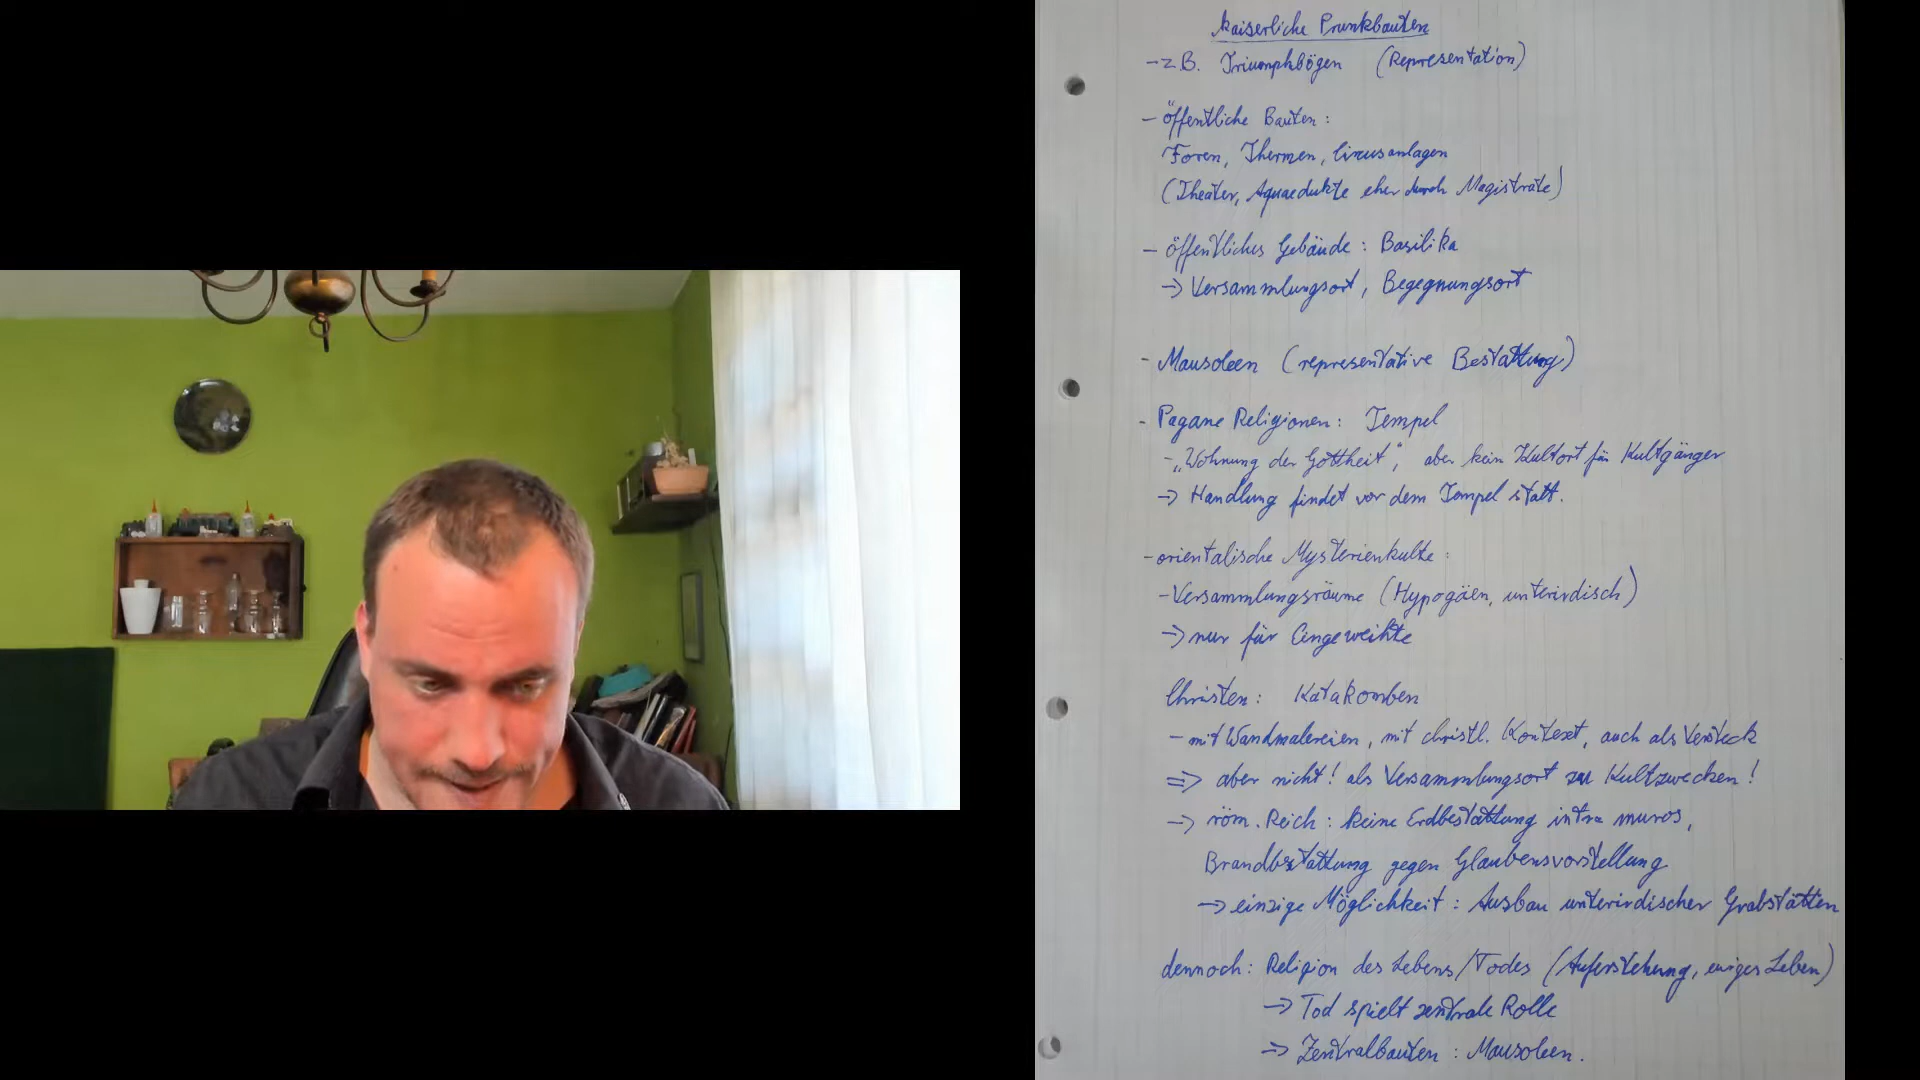 kaiserliche Prunkbauten
- z.B. Triumphbögen (Representation)
- öffentliche Bauten:
Foren, Thermen, Circusanlagen
(Theater, Aquaedukte eher durch Magistrate)
- öffentliches Gebäude: Basilika
→ Versammlungsort, Begegnungsort
- Mausoleen (representative Bestattung)
- Pagane Religionen: Tempel
- „Wohnung der Gottheit“, aber kein Kultort für Kultgänger
→ Handlung findet vor dem Tempel statt.
- orientalische Mysterienkulte:
- Versammlungsräume (Hypogäen, unterirdisch)
→ nur für Eingeweihte
Christen: Katakomben
- mit Wandmalereien, mit christl. Kontext, auch als Versteck
⇒ aber nicht! als Versammlungsort zu Kultzwecken!
→ röm. Reich: keine Erdbestattung intra muros,
Brandbestattung gegen Glaubensvorstellung
→ einzige Möglichkeit: Ausbau unterirdischer Grabstätten
dennoch: Religion des Lebens/Todes (Auferstehung, ewiges Leben)
→ Tod spielt zentrale Rolle
→ Zentralbauten: Mausoleen.